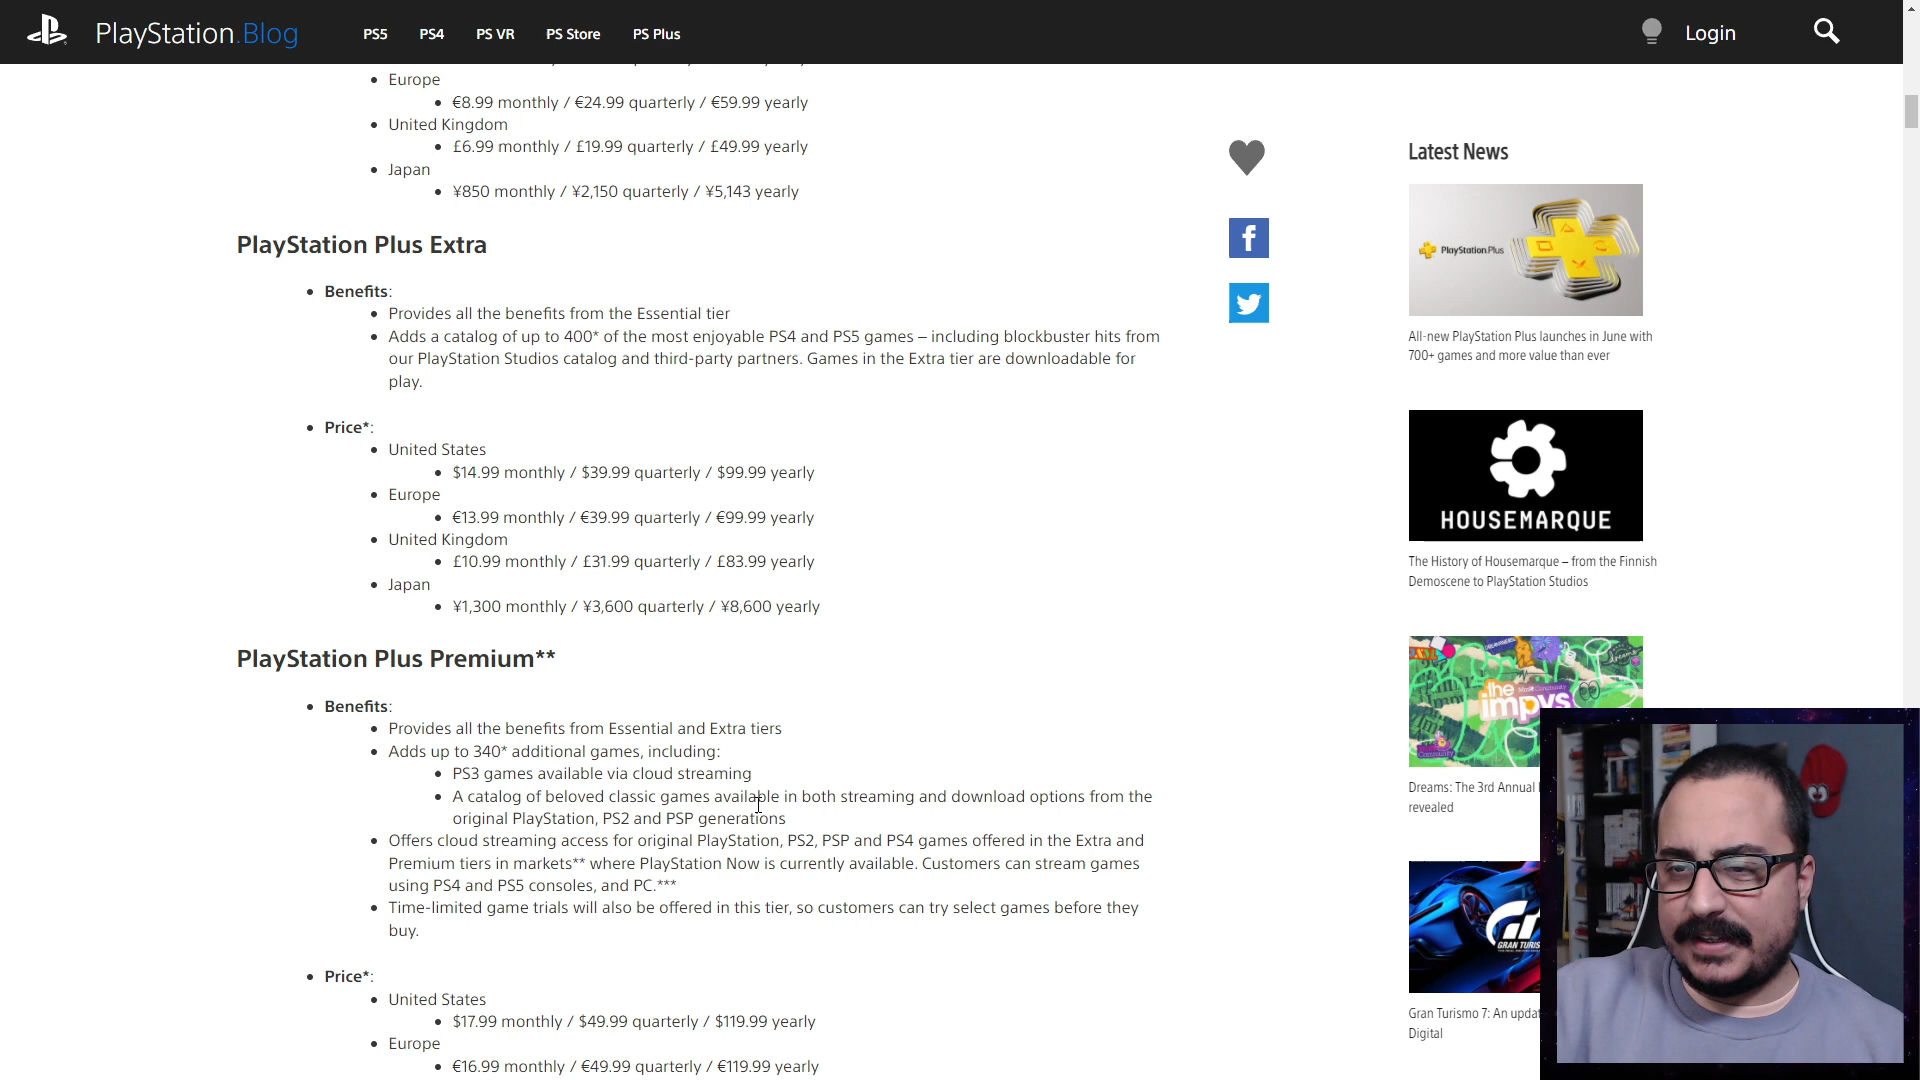 PlayStation.Blog
PS5 PS4 PS VR PS Store PS Plus
Login
• Europe
• €8.99 monthly / €24.99 quarterly / €59.99 yearly
• United Kingdom
• £6.99 monthly / £19.99 quarterly / £49.99 yearly
• Japan
• ¥850 monthly / ¥2,150 quarterly / ¥5,143 yearly
PlayStation Plus Extra
• Benefits:
• Provides all the benefits from the Essential tier
• Adds a catalog of up to 400* of the most enjoyable PS4 and PS5 games – including blockbuster hits from
our PlayStation Studios catalog and third-party partners. Games in the Extra tier are downloadable for
play.
• Price*:
• United States
• $14.99 monthly / $39.99 quarterly / $99.99 yearly
• Europe
• €13.99 monthly / €39.99 quarterly / €99.99 yearly
• United Kingdom
• £10.99 monthly / £31.99 quarterly / £83.99 yearly
• Japan
• ¥1,300 monthly / ¥3,600 quarterly / ¥8,600 yearly
PlayStation Plus Premium**
• Benefits:
• Provides all the benefits from Essential and Extra tiers
• Adds up to 340* additional games, including:
• PS3 games available via cloud streaming
• A catalog of beloved classic games available in both streaming and download options from the
original PlayStation, PS2 and PSP generations
• Offers cloud streaming access for original PlayStation, PS2, PSP and PS4 games offered in the Extra and
Premium tiers in markets** where PlayStation Now is currently available. Customers can stream games
using PS4 and PS5 consoles, and PC.***
• Time-limited game trials will also be offered in this tier, so customers can try select games before they
buy.
• Price*:
• United States
• $17.99 monthly / $49.99 quarterly / $119.99 yearly
• Europe
• €16.99 monthly / €49.99 quarterly / €119.99 yearly
Latest News
PlayStation.Plus
All-new PlayStation Plus launches in June with
700+ games and more value than ever
HOUSEMARQUE
The History of Housemarque – from the Finnish
Demoscene to PlayStation Studios
the
impys
Dreams: The 3rd Annual
revealed
GT
GRAN TURIS
Gran Turismo 7: An updat
Digital